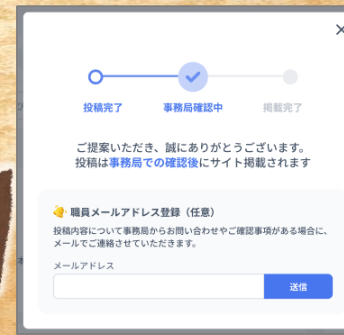 投稿完了 事務局確認中 掲載完了
ご提案いただき、誠にありがとうございます。
投稿は事務局での確認後にサイト掲載されます
職員メールアドレス登録（任意）
投稿内容について事務局からお問い合わせやご確認事項がある場合に、
メールでご連絡させていただきます。
メールアドレス
送信